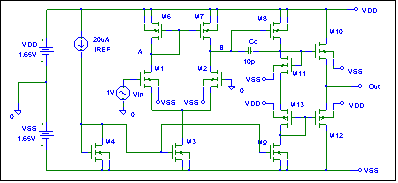 M6 M7 M8 M10 VDD
VDD
1.65V
20uA
IREF
A
B
Cc
10p
M11
VSS
VSS
M1
M2
1V
Vin
VSS
VSS
0
0
0
Out
M13
VDD
VDD
VSS
1.65V
M4
M3
M9
M12
VSS